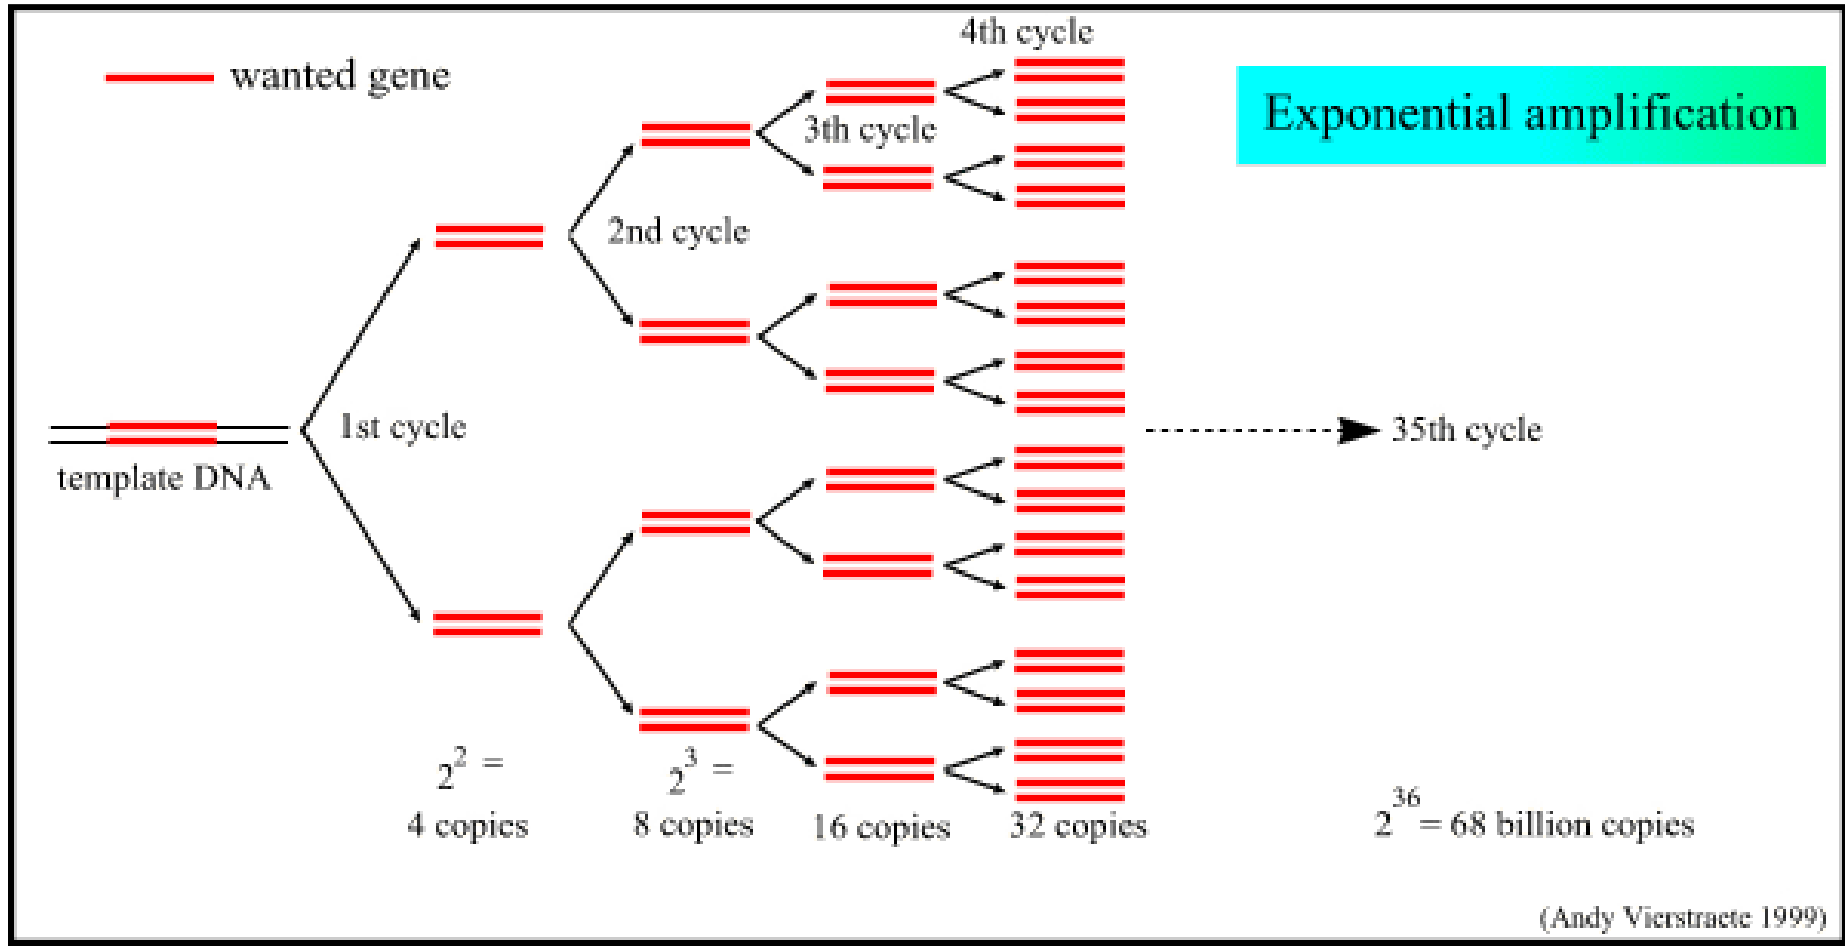 4th cycle
wanted gene
Exponential amplification
3th cycle
2nd cycle
1st cycle
35th cycle
template DNA
2^2 =
2^3 =
4 copies
8 copies
16 copies
32 copies
2^36 = 68 billion copies
(Andy Vierstraete 1999)